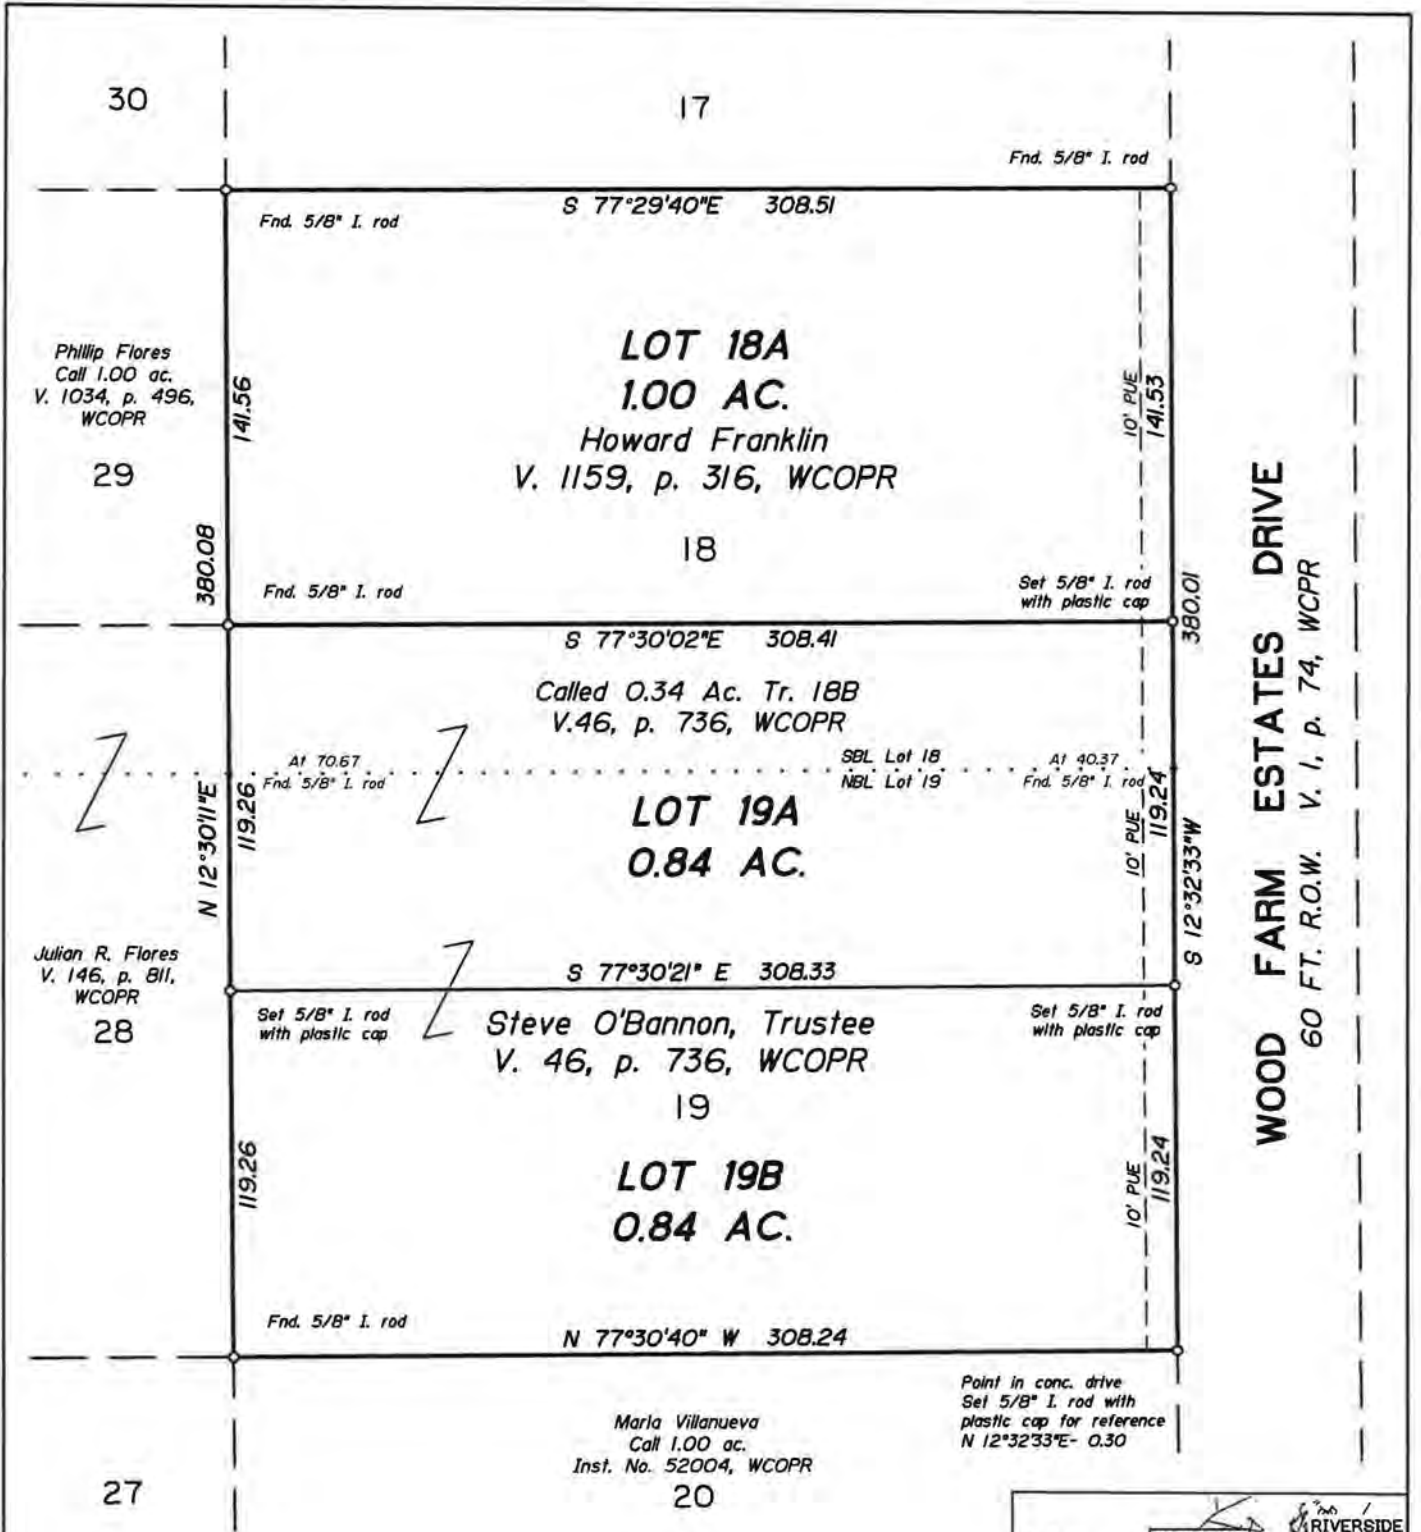 30
17
Fnd. 5/8" I. rod
S 77°29'40"E 308.51
Fnd. 5/8" I. rod
LOT 18A
1.00 AC.
Howard Franklin
V. 1159, p. 316, WCOPR
18
Phillip Flores
Call 1.00 ac.
V. 1034, p. 496,
WCOPR
29
141.56
380.08
10' PUE
141.53
Fnd. 5/8" I. rod
Set 5/8" I. rod
with plastic cap
380.01
S 77°30'02"E 308.41
Called 0.34 Ac. Tr. 18B
V.46, p. 736, WCOPR
At 70.67
Fnd. 5/8" I. rod
SBL Lot 18
NBL Lot 19
At 40.37
Fnd. 5/8" I. rod
LOT 19A
0.84 AC.
N 12°30'11"E
119.26
10' PUE
119.24
S 12°32'33"W
WOOD FARM ESTATES DRIVE
60 FT. R.O.W. V. 1, p. 74, WCPR
Julian R. Flores
V. 146, p. 811,
WCOPR
28
S 77°30'21" E 308.33
Set 5/8" I. rod
with plastic cap
Set 5/8" I. rod
with plastic cap
Steve O'Bannon, Trustee
V. 46, p. 736, WCOPR
19
LOT 19B
0.84 AC.
119.26
10' PUE
119.24
Fnd. 5/8" I. rod
N 77°30'40" W 308.24
Point in conc. drive
Set 5/8" I. rod with
plastic cap for reference
N 12°32'33"E- 0.30
Maria Villanueva
Call 1.00 ac.
Inst. No. 52004, WCOPR
20
27
RIVERSIDE